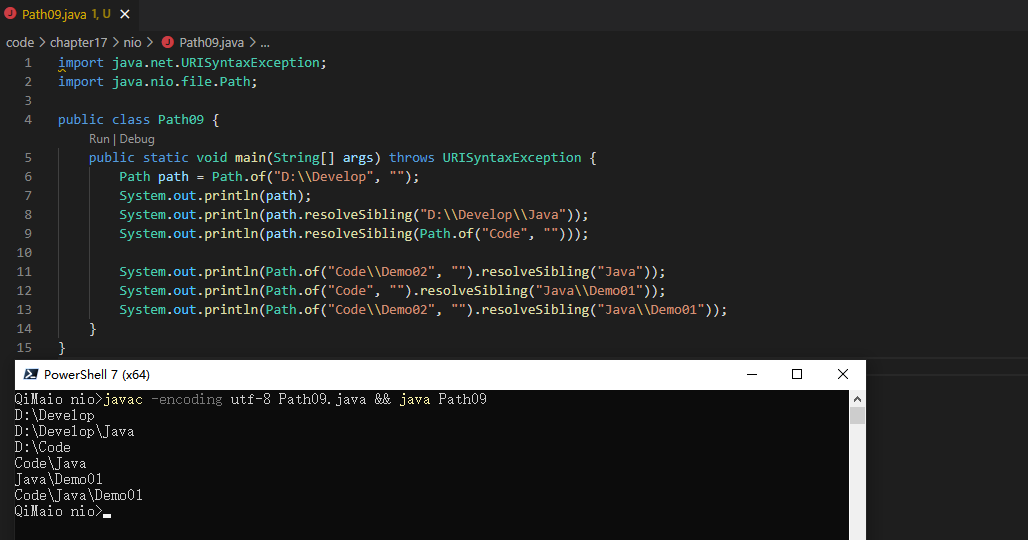 Path09.java 1, U
code > chapter17 > nio > Path09.java > ...
1 import java.net.URISyntaxException;
2 import java.nio.file.Path;
3
4 public class Path09 {
Run | Debug
5 public static void main(String[] args) throws URISyntaxException {
6 Path path = Path.of("D:\\Develop", "");
7 System.out.println(path);
8 System.out.println(path.resolveSibling("D:\\Develop\\Java"));
9 System.out.println(path.resolveSibling(Path.of("Code", "")));
10
11 System.out.println(Path.of("Code\\Demo02", "").resolveSibling("Java"));
12 System.out.println(Path.of("Code", "").resolveSibling("Java\\Demo01"));
13 System.out.println(Path.of("Code\\Demo02", "").resolveSibling("Java\\Demo01"));
14 }
15 }
PowerShell 7 (x64)
QiMaio nio>javac -encoding utf-8 Path09.java && java Path09
D:\Develop
D:\Develop\Java
D:\Code
Code\Java
Java\Demo01
Code\Java\Demo01
QiMaio nio>